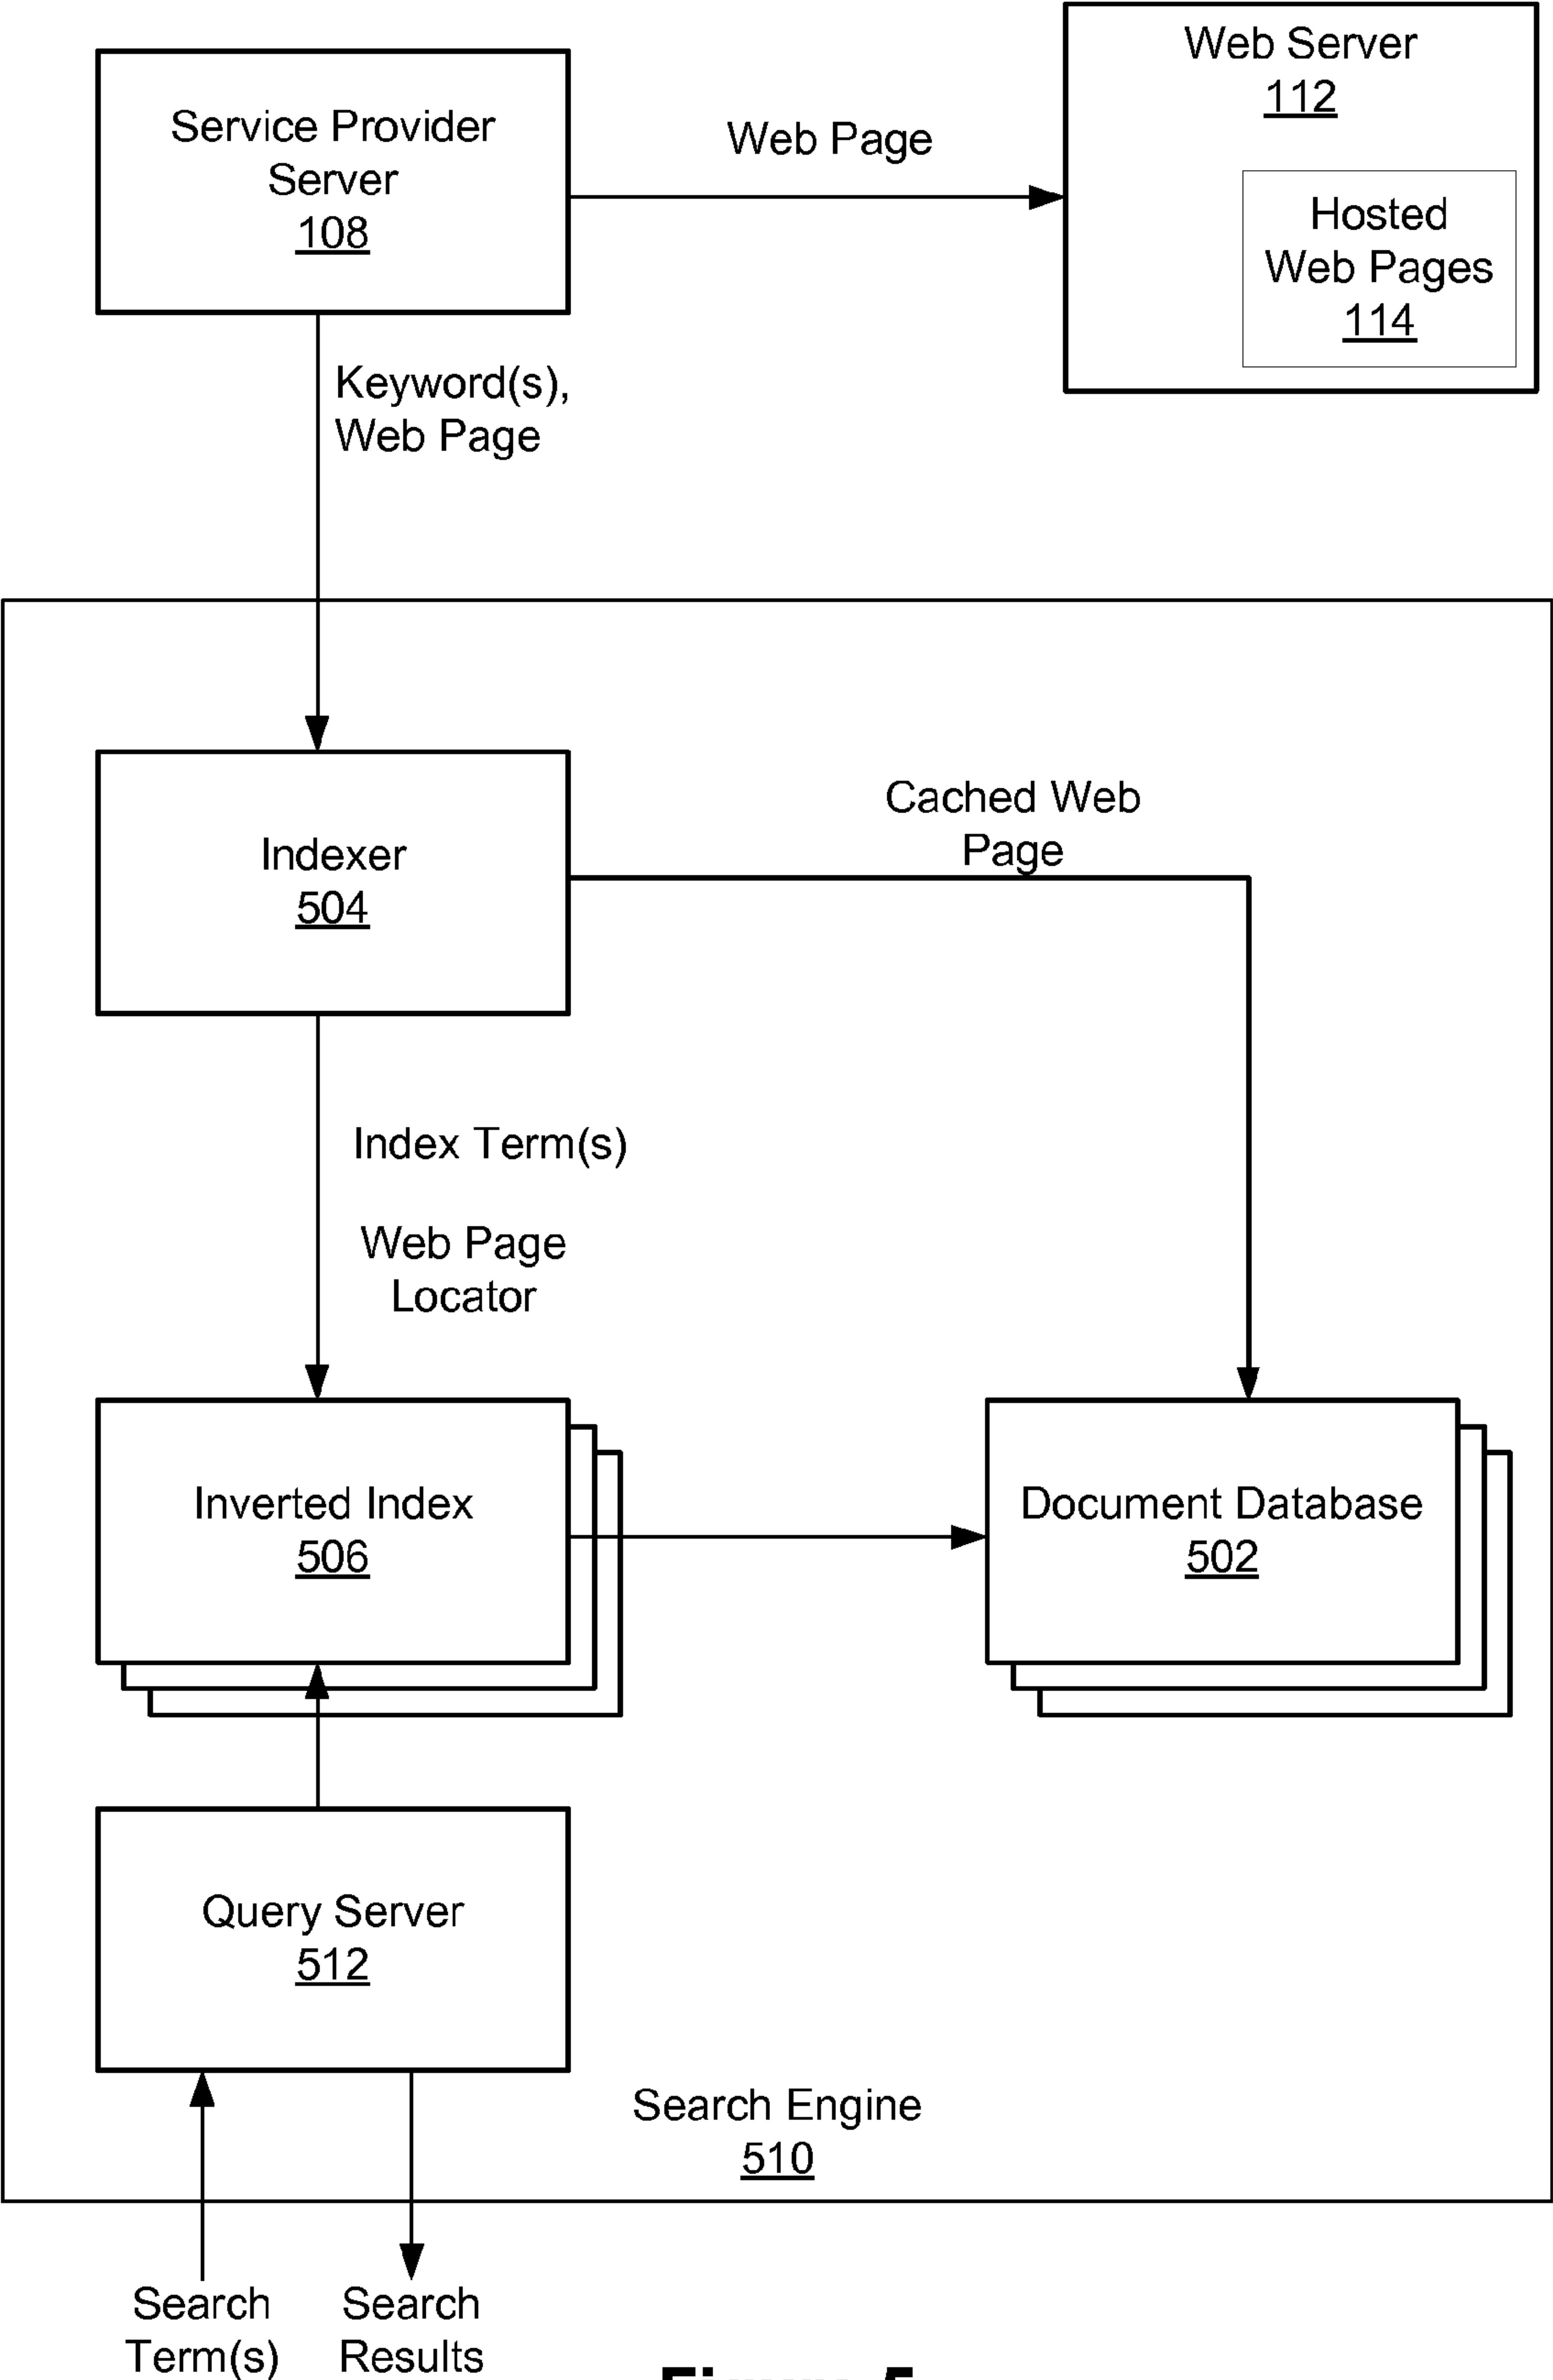 Service Provider
Server
108
Web Page
Web Server
112
Hosted
Web Pages
114
Keyword(s),
Web Page
Indexer
504
Cached Web
Page
Index Term(s)
Web Page
Locator
Inverted Index
506
Document Database
502
Query Server
512
Search Engine
510
Search
Term(s)
Search
Results